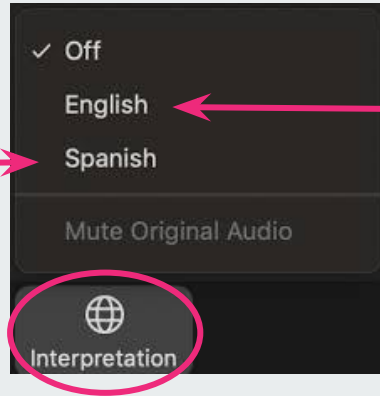 Off
English
Spanish
Mute Original Audio
Interpretation